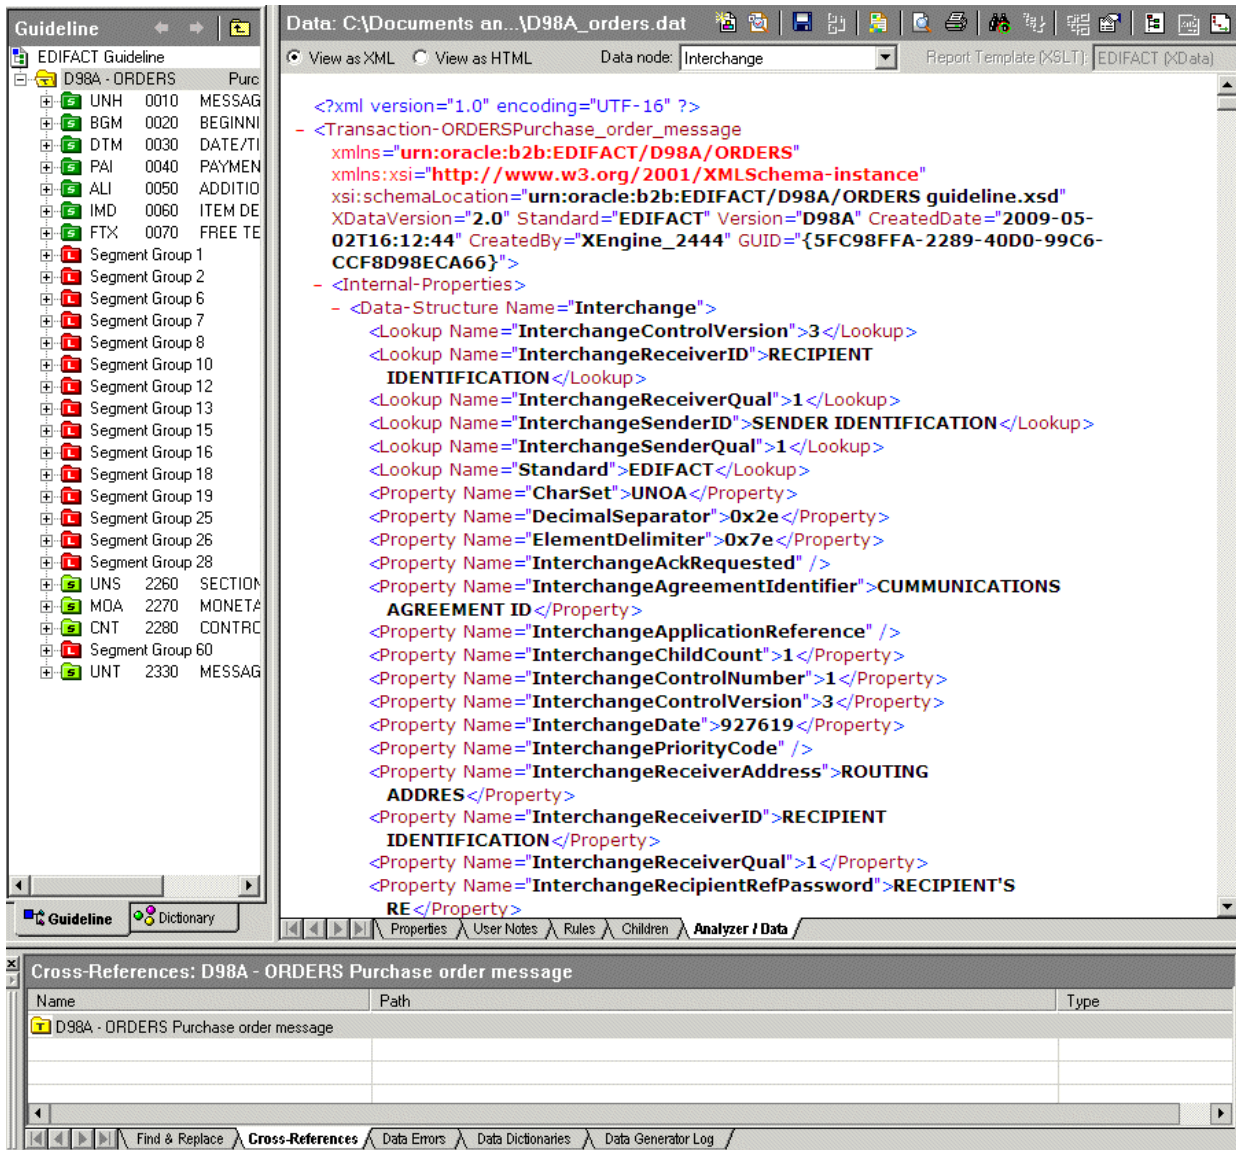 Guideline
EDIFACT Guideline
D98A - ORDERS Purc
UNH 0010 MESSAG
BGM 0020 BEGINNI
DTM 0030 DATE/TI
PAI 0040 PAYMEN
ALI 0050 ADDITIO
IMD 0060 ITEM DE
FTX 0070 FREE TE
Segment Group 1
Segment Group 2
Segment Group 6
Segment Group 7
Segment Group 8
Segment Group 10
Segment Group 12
Segment Group 13
Segment Group 15
Segment Group 16
Segment Group 18
Segment Group 19
Segment Group 25
Segment Group 26
Segment Group 28
UNS 2260 SECTION
MOA 2270 MONETA
CNT 2280 CONTRC
Segment Group 60
UNT 2330 MESSAG
Guideline Dictionary
Data: C:\Documents an...\D98A_orders.dat
View as XML View as HTML Data node: Interchange Report Template (XSLT): EDIFACT (XData)
<?xml version="1.0" encoding="UTF-16" ?>
- <Transaction-ORDERSPurchase_order_message
xmlns="urn:oracle:b2b:EDIFACT/D98A/ORDERS"
xmlns:xsi="http://www.w3.org/2001/XMLSchema-instance"
xsi:schemaLocation="urn:oracle:b2b:EDIFACT/D98A/ORDERS guideline.xsd"
XDataVersion="2.0" Standard="EDIFACT" Version="D98A" CreatedDate="2009-05-
02T16:12:44" CreatedBy="XEngine_2444" GUID="{5FC98FFA-2289-40D0-99C6-
CCF8D98ECA66}">
- <Internal-Properties>
- <Data-Structure Name="Interchange">
<Lookup Name="InterchangeControlVersion">3</Lookup>
<Lookup Name="InterchangeReceiverID">RECIPIENT
IDENTIFICATION</Lookup>
<Lookup Name="InterchangeReceiverQual">1</Lookup>
<Lookup Name="InterchangeSenderID">SENDER IDENTIFICATION</Lookup>
<Lookup Name="InterchangeSenderQual">1</Lookup>
<Lookup Name="Standard">EDIFACT</Lookup>
<Property Name="CharSet">UNOA</Property>
<Property Name="DecimalSeparator">0x2e</Property>
<Property Name="ElementDelimiter">0x7e</Property>
<Property Name="InterchangeAckRequested" />
<Property Name="InterchangeAgreementIdentifier">CUMMUNICATIONS
AGREEMENT ID</Property>
<Property Name="InterchangeApplicationReference" />
<Property Name="InterchangeChildCount">1</Property>
<Property Name="InterchangeControlNumber">1</Property>
<Property Name="InterchangeControlVersion">3</Property>
<Property Name="InterchangeDate">927619</Property>
<Property Name="InterchangePriorityCode" />
<Property Name="InterchangeReceiverAddress">ROUTING
ADDRES</Property>
<Property Name="InterchangeReceiverID">RECIPIENT
IDENTIFICATION</Property>
<Property Name="InterchangeReceiverQual">1</Property>
<Property Name="InterchangeRecipientRefPassword">RECIPIENT'S
RE</Property>
Properties User Notes Rules Children Analyzer / Data
Cross-References: D98A - ORDERS Purchase order message
Name Path Type
D98A - ORDERS Purchase order message
Find & Replace Cross-References Data Errors Data Dictionaries Data Generator Log